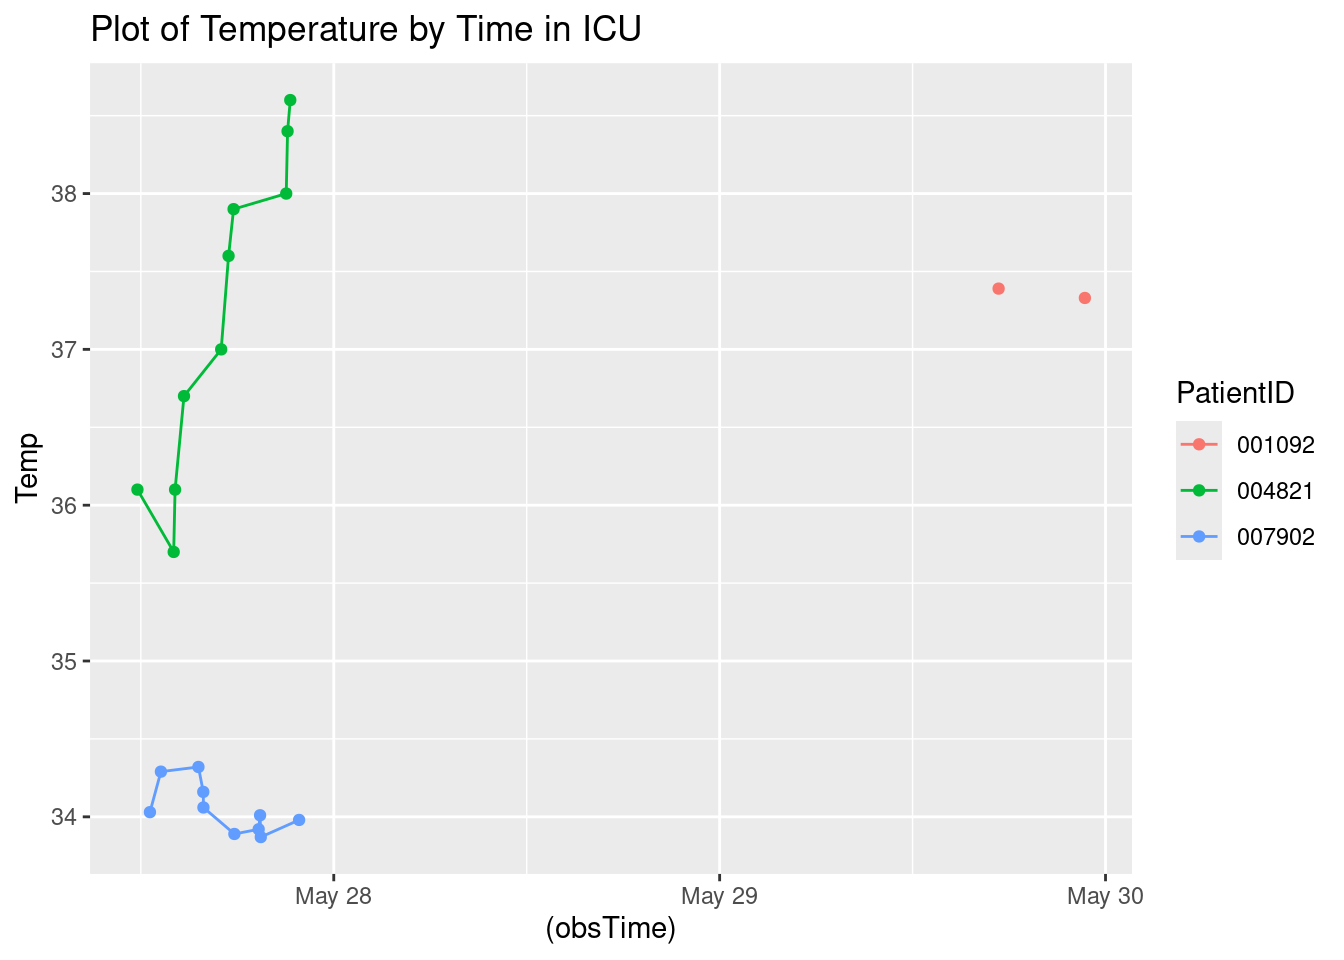 Plot of Temperature by Time in ICU
38
37
36
35
34
Temp
May 28
May 29
May 30
(obsTime)
PatientID
001092
004821
007902